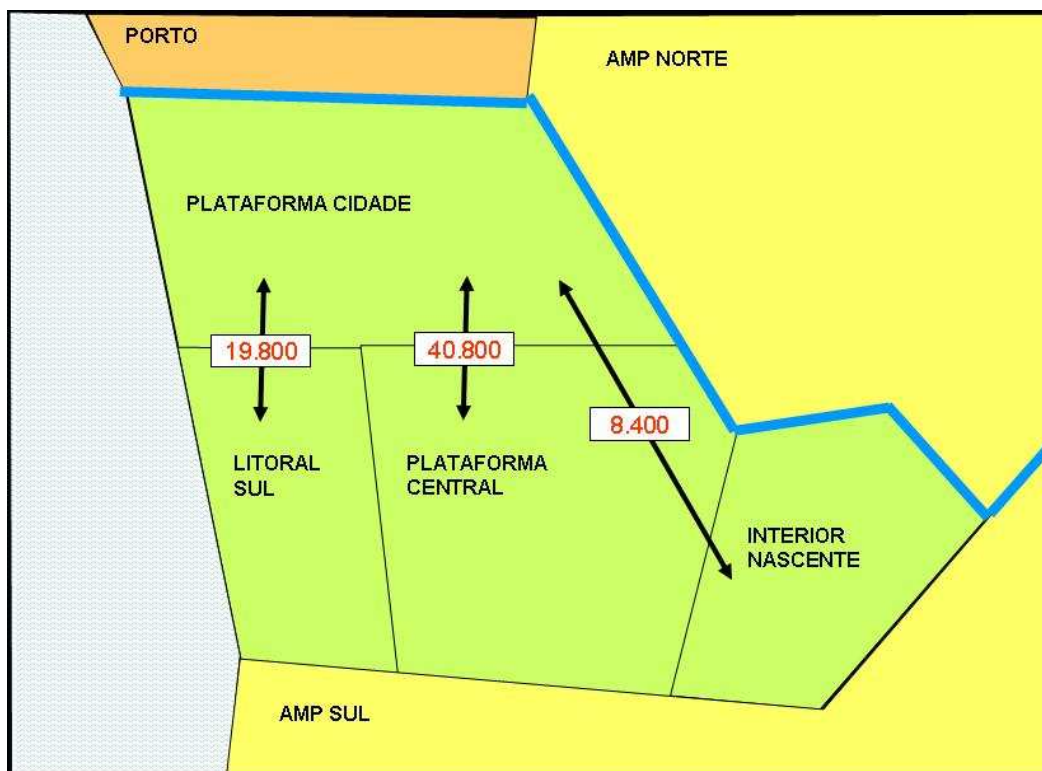 PORTO
AMP NORTE
PLATAFORMA CIDADE
19.800
40.800
8.400
LITORAL
SUL
PLATAFORMA
CENTRAL
INTERIOR
NASCENTE
AMP SUL